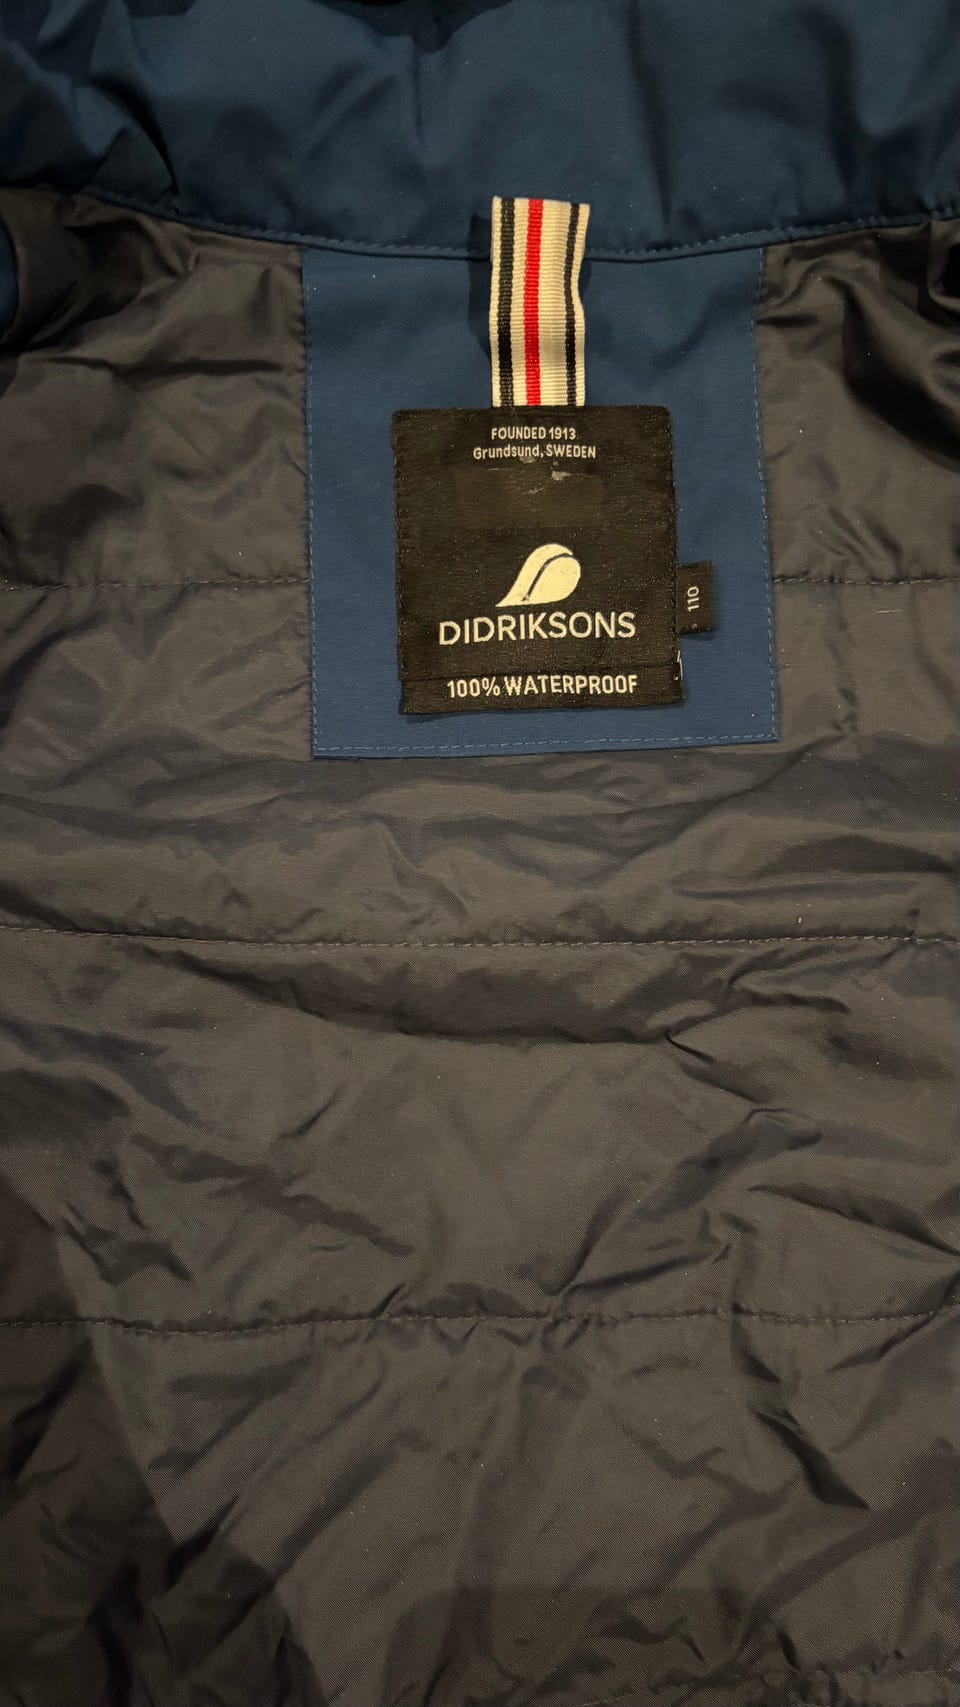 FOUNDED 1913
Grundsund, SWEDEN
DIDRIKSONS
110
100% WATERPROOF